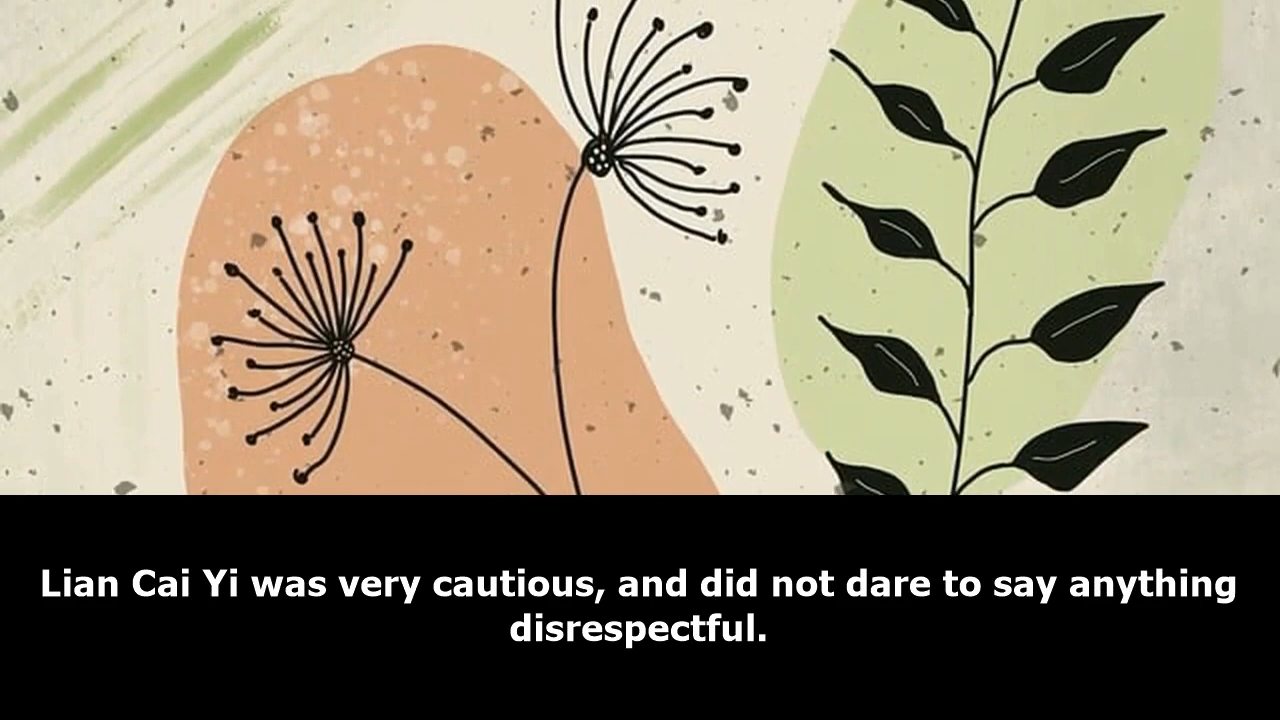 Lian Cai Yi was very cautious, and did not dare to say anything
disrespectful.